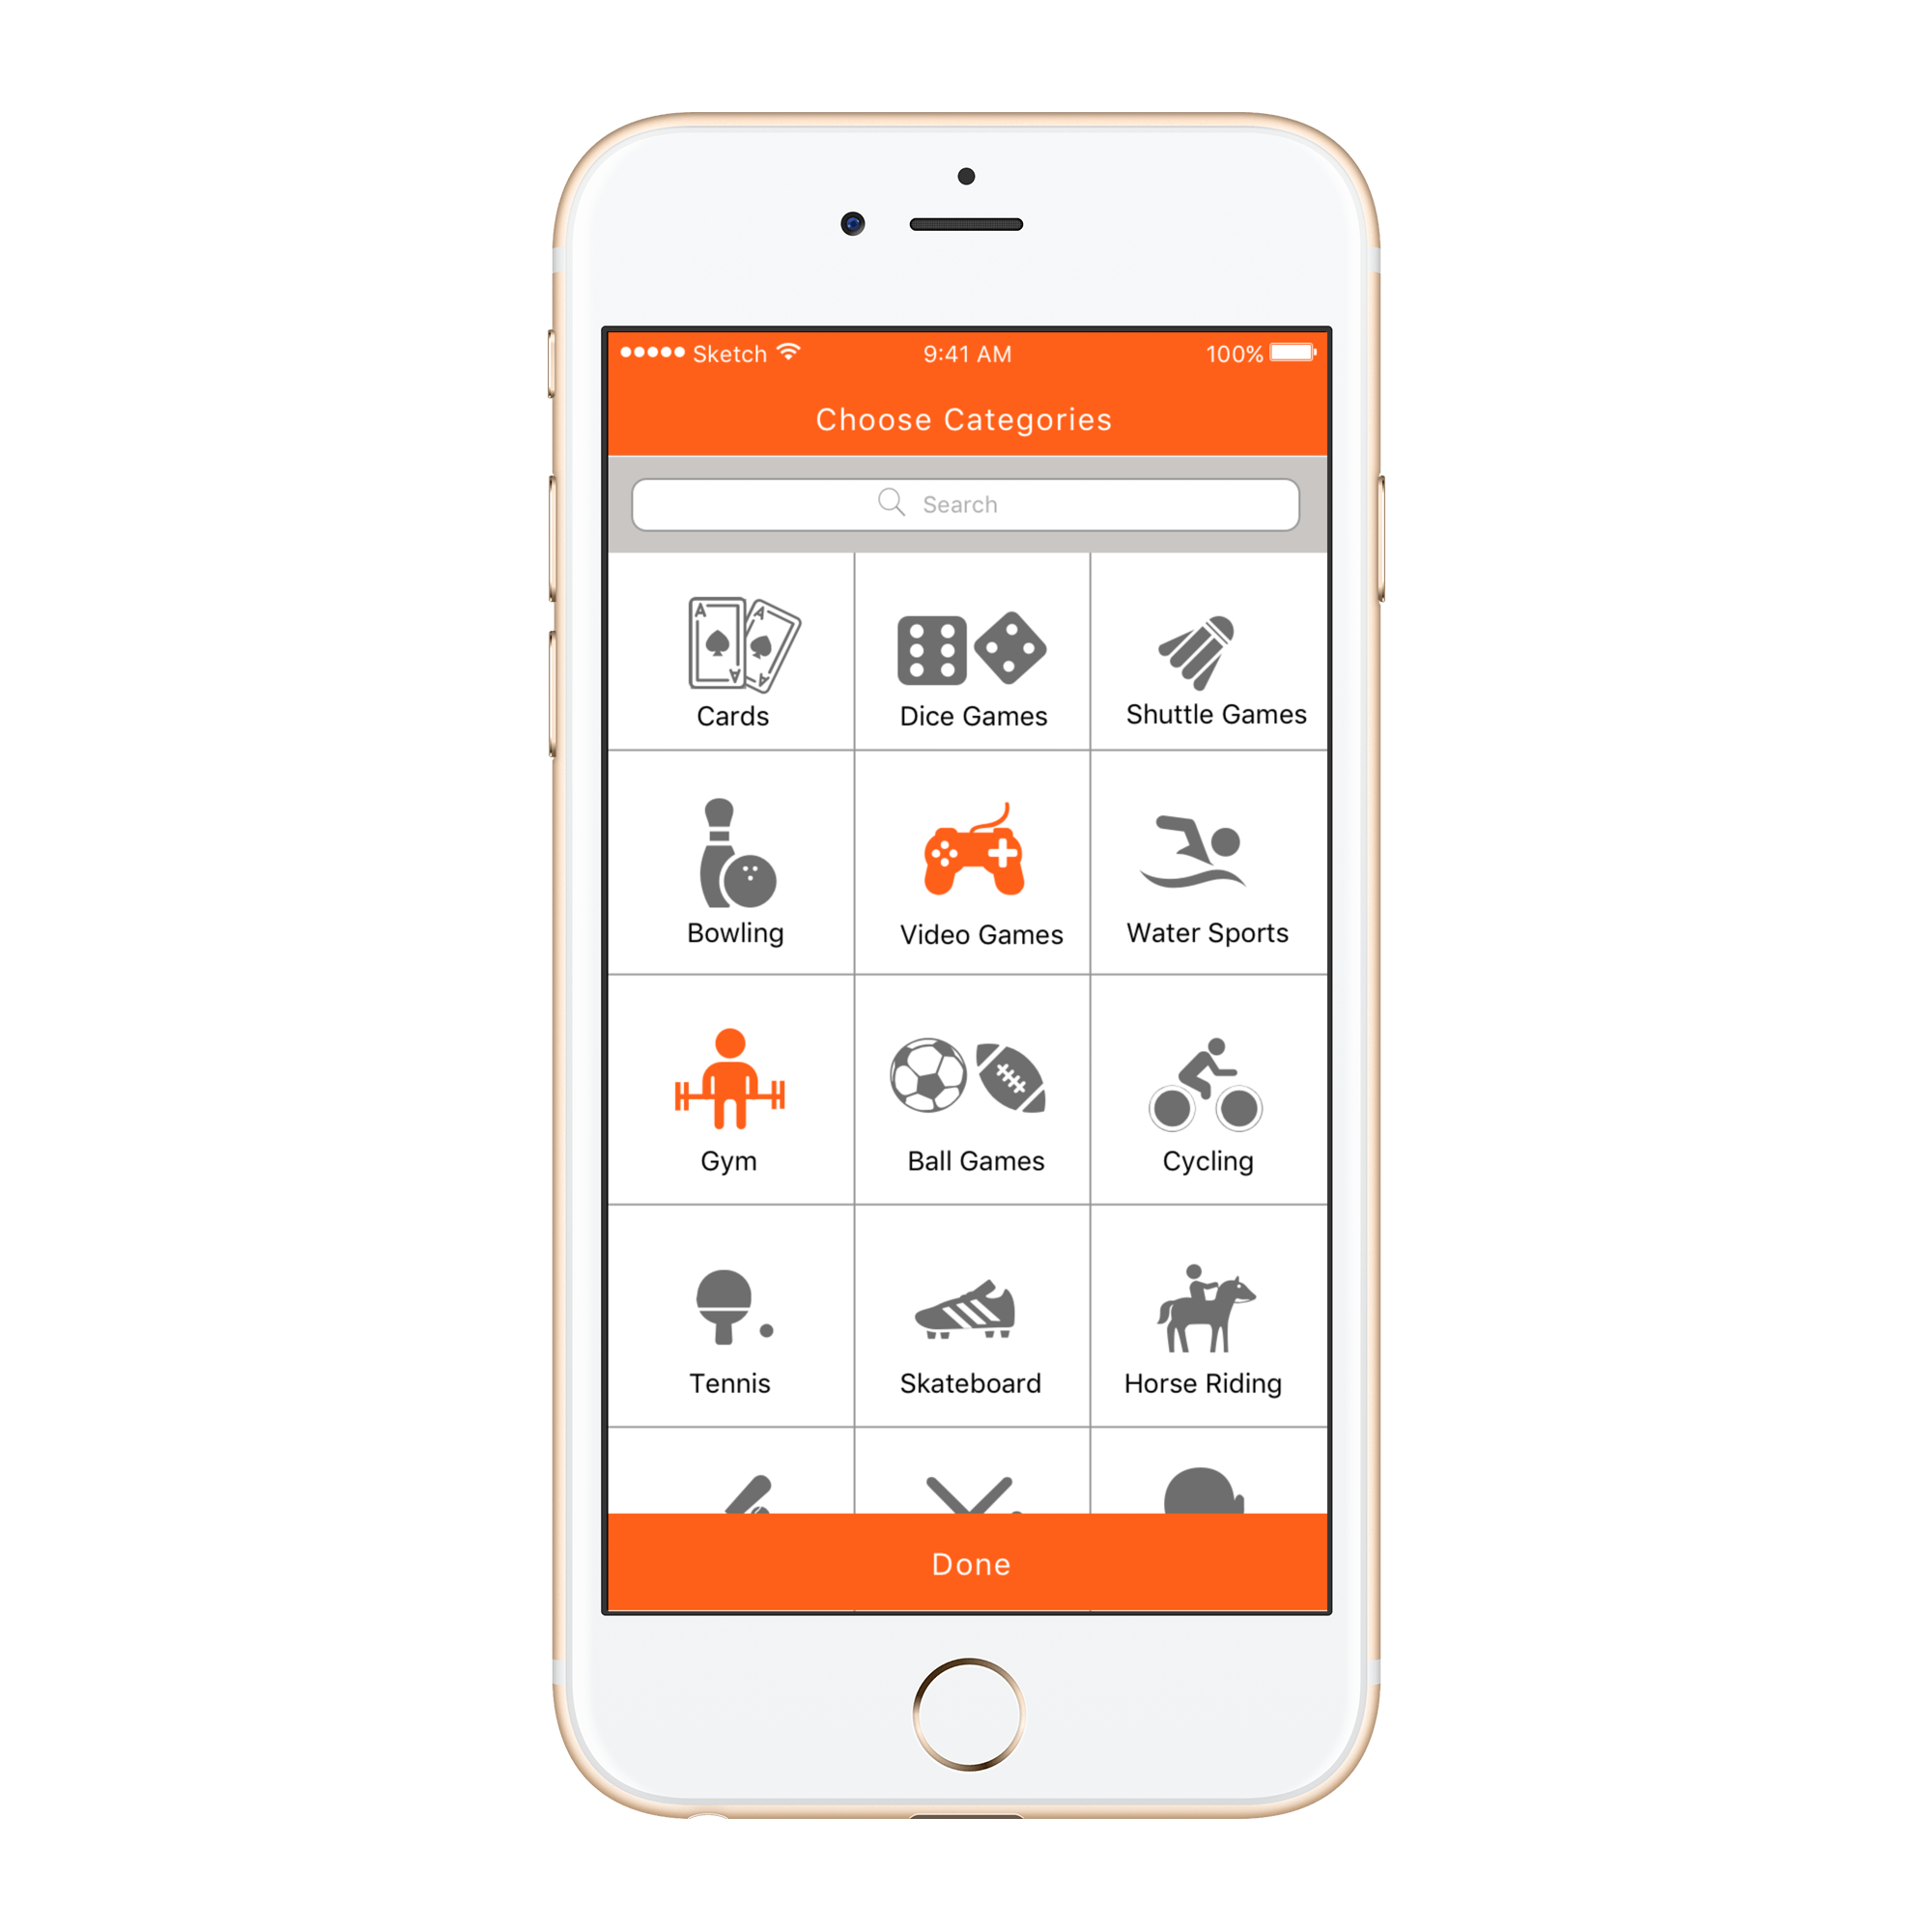 Sketch 9:41 AM 100%
Choose Categories
Search
A A A A
Cards Dice Games Shuttle Games
Bowling Video Games Water Sports
Gym Ball Games Cycling
Tennis Skateboard Horse Riding
Done